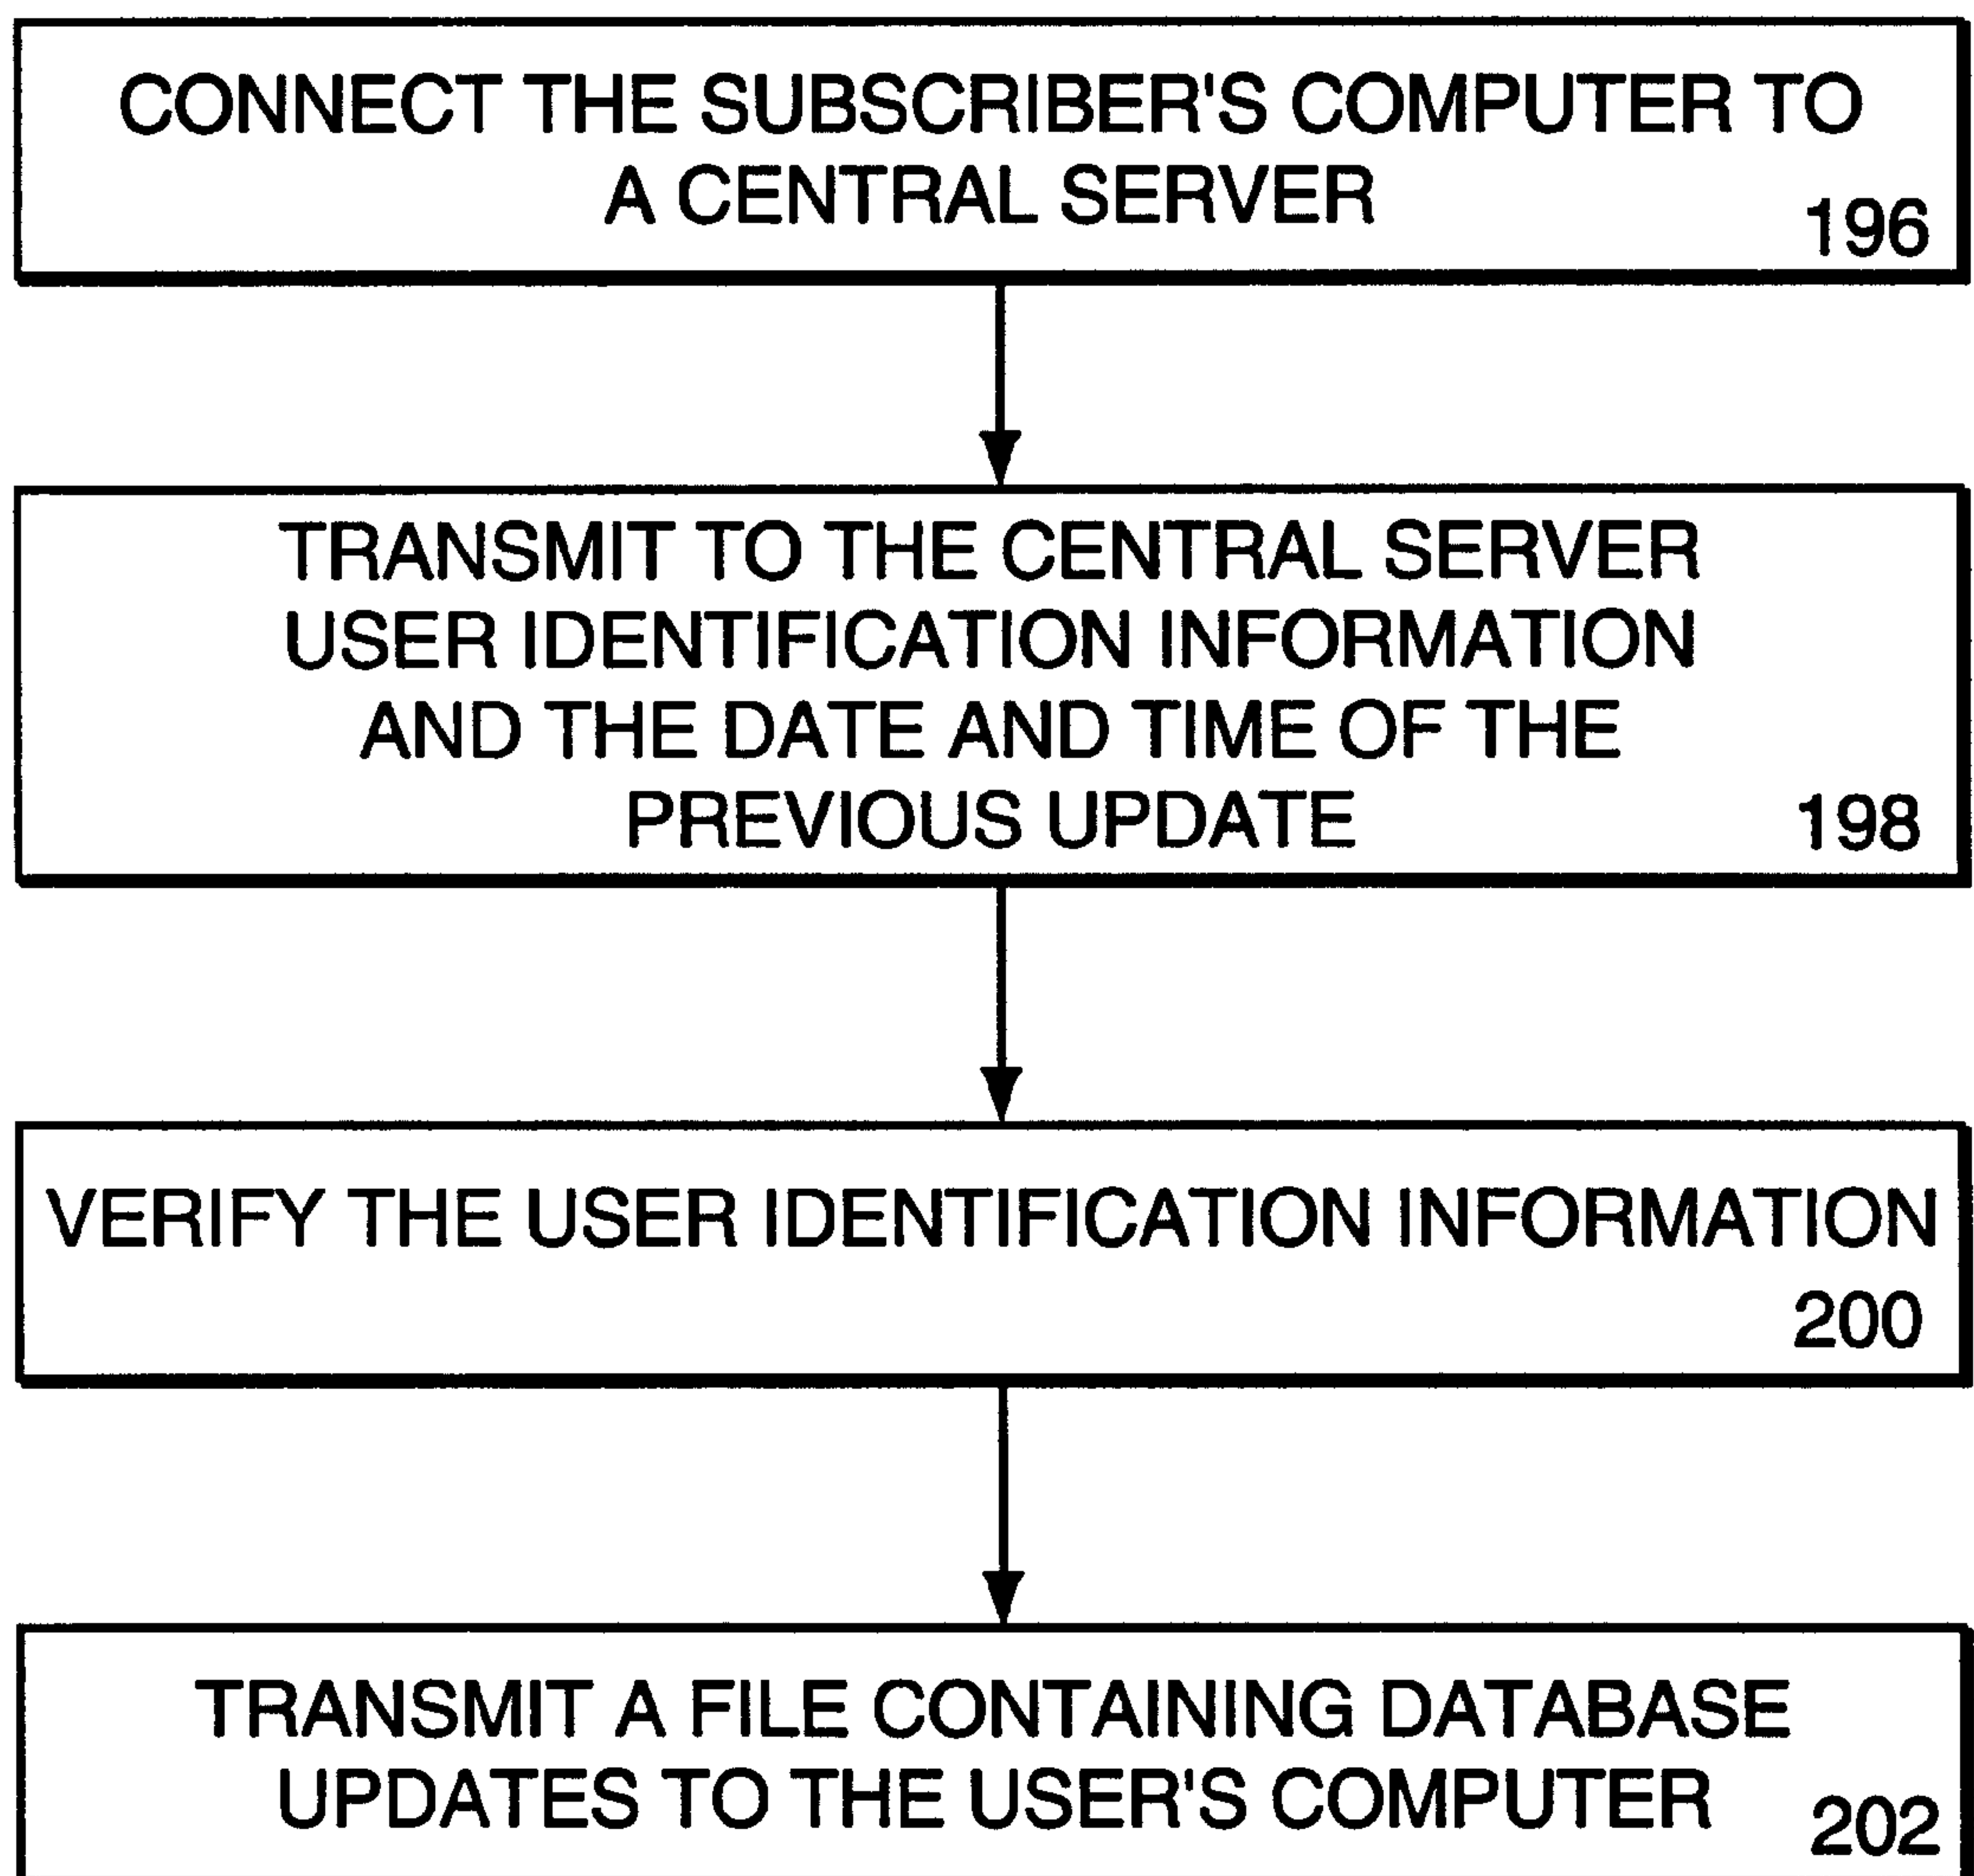 CONNECT THE SUBSCRIBER'S COMPUTER TO
A CENTRAL SERVER
196
TRANSMIT TO THE CENTRAL SERVER
USER IDENTIFICATION INFORMATION
AND THE DATE AND TIME OF THE
PREVIOUS UPDATE
198
VERIFY THE USER IDENTIFICATION INFORMATION
200
TRANSMIT A FILE CONTAINING DATABASE
UPDATES TO THE USER'S COMPUTER
202